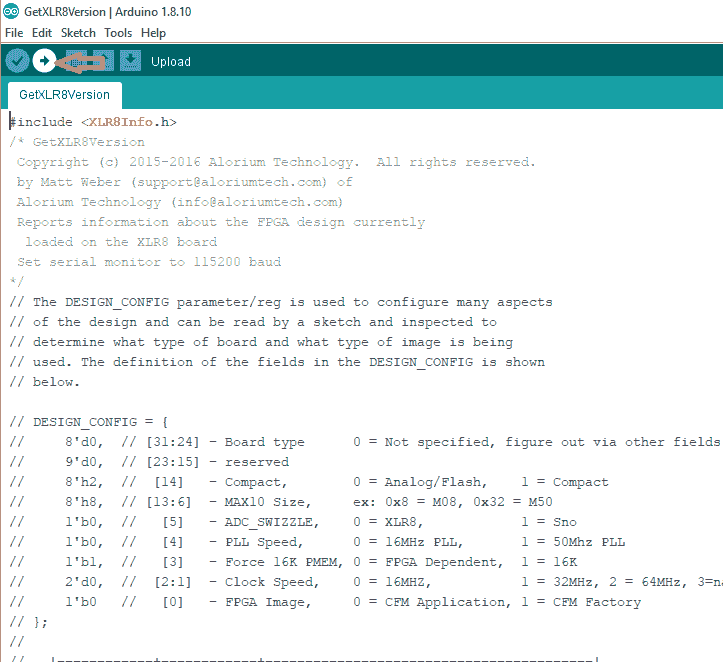 GetXLR8Version | Arduino 1.8.10
File Edit Sketch Tools Help
Upload
GetXLR8Version
#include <XLR8Info.h>
/* GetXLR8Version
Copyright (c) 2015-2016 Alorium Technology.  All rights reserved.
by Matt Weber (support@aloriumtech.com) of
Alorium Technology (info@aloriumtech.com)
Reports information about the FPGA design currently
loaded on the XLR8 board
Set serial monitor to 115200 baud
*/
// The DESIGN_CONFIG parameter/reg is used to configure many aspects
// of the design and can be read by a sketch and inspected to
// determine what type of board and what type of image is being
// used. The definition of the fields in the DESIGN_CONFIG is shown
// below.
// DESIGN_CONFIG = {
//     8'd0,  // [31:24] - Board type      0 = Not specified, figure out via other fields
//     9'd0,  // [23:15] - reserved
//     8'h2,  //  [14]   - Compact,        0 = Analog/Flash,    1 = Compact
//     8'h8,  // [13:6]  - MAX10 Size,     ex: 0x8 = M08, 0x32 = M50
//     1'b0,  //   [5]   - ADC_SWIZZLE,    0 = XLR8,            1 = Sno
//     1'b0,  //   [4]   - PLL Speed,      0 = 16MHz PLL,       1 = 50Mhz PLL
//     1'b1,  //   [3]   - Force 16K PMEM, 0 = FPGA Dependent,  1 = 16K
//     2'd0,  //  [2:1]  - Clock Speed,    0 = 16MHZ,           1 = 32MHz, 2 = 64MHz,
//     1'b0   //   [0]   - FPGA Image,     0 = CFM Application, 1 = CFM Factory
// };
//